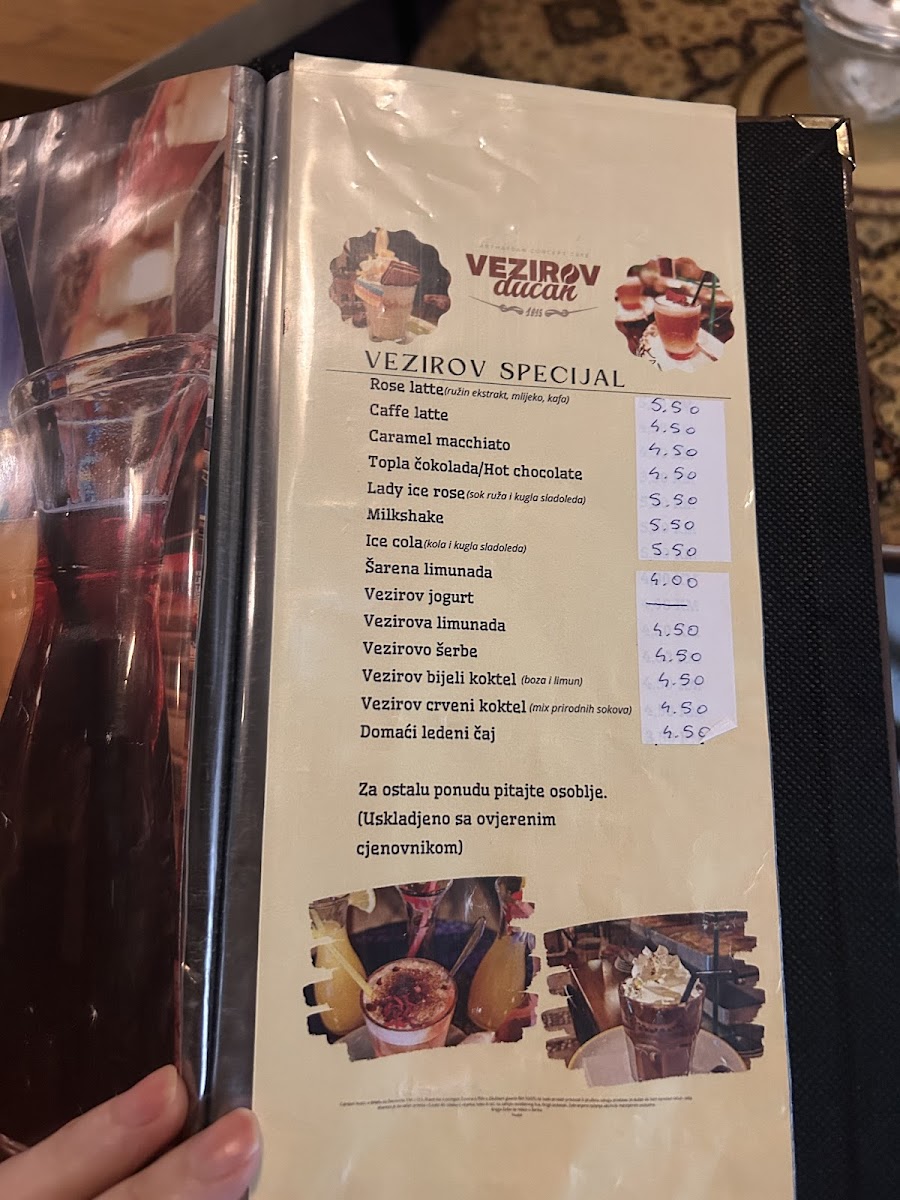 VEZIROV
dućan
VEZIROV SPECIJAL
Rose latte (ružin ekstrakt, mlijeko, kafa) 5.50
Caffe latte 4.50
Caramel macchiato 4.50
Topla čokolada/Hot chocolate 4.50
Lady ice rose (sok ruža i kugla sladoleda) 5.50
Milkshake 5.50
Ice cola (kola i kugla sladoleda) 5.50
Šarena limunada 4.00
Vezirov jogurt
Vezirova limunada 4.50
Vezirovo šerbe 4.50
Vezirov bijeli koktel (boza i limun) 4.50
Vezirov crveni koktel (mix prirodnih sokova) 4.50
Domaći ledeni čaj 4.50
Za ostalu ponudu pitajte osoblje.
(Uskladjeno sa ovjerenim
cjenovnikom)